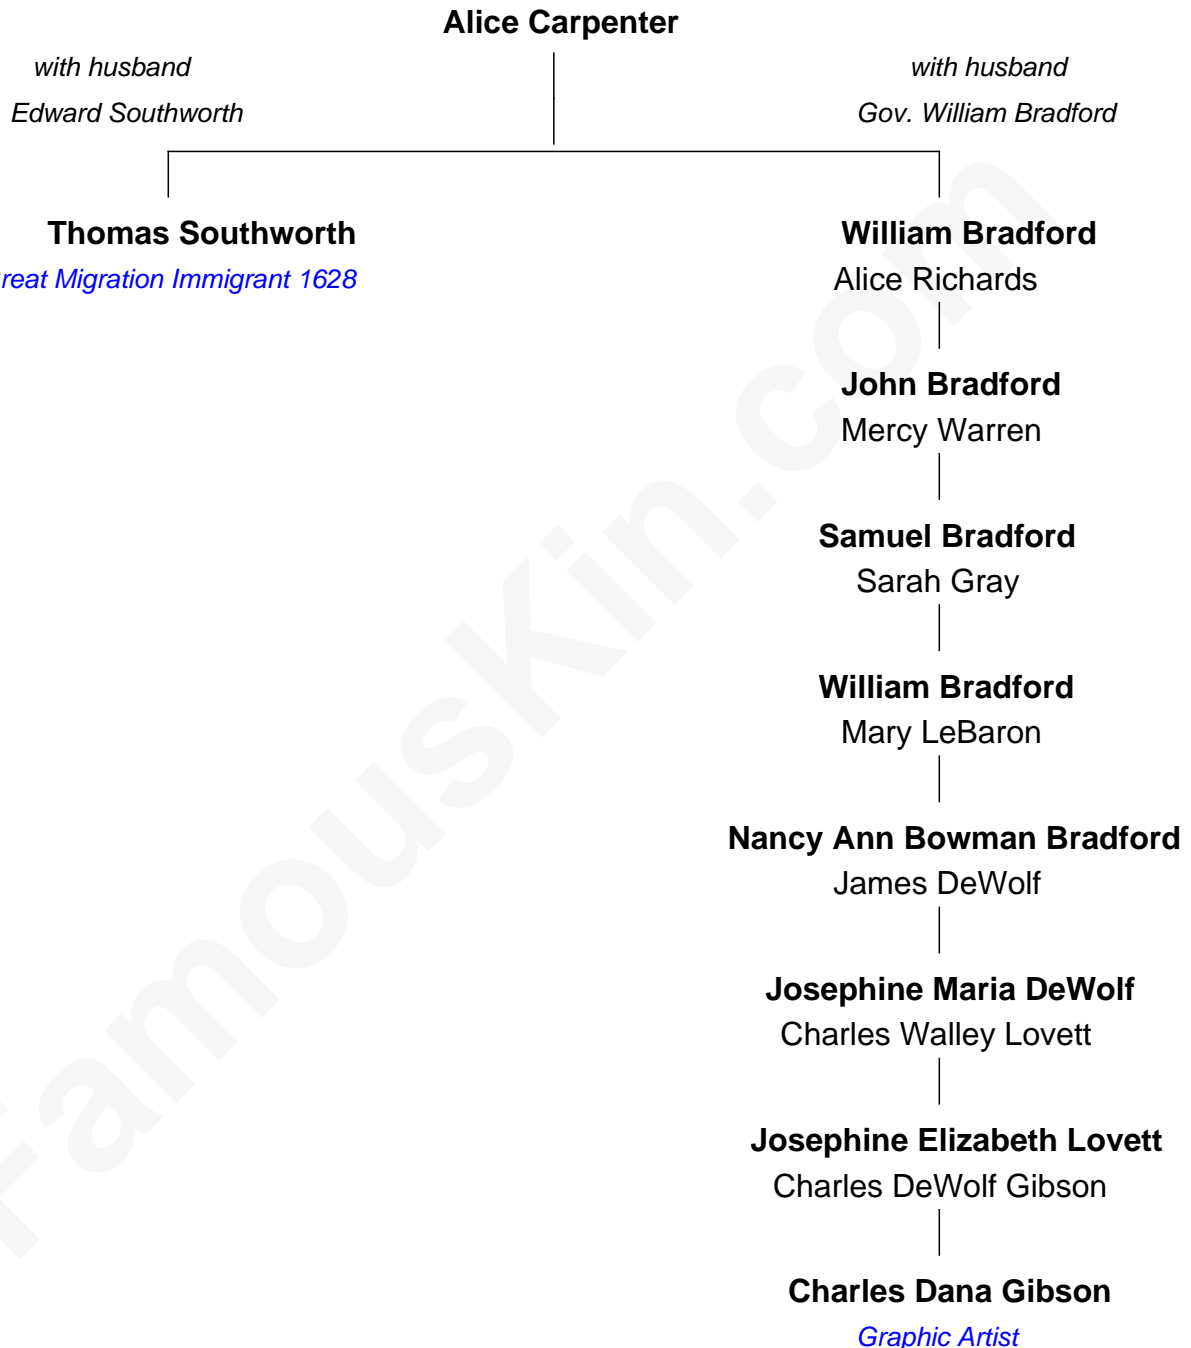 Alice Carpenter
with husband
Edward Southworth
with husband
Gov. William Bradford
Thomas Southworth
Migration Immigrant 1628
William Bradford
Alice Richards
John Bradford
Mercy Warren
Samuel Bradford
Sarah Gray
William Bradford
Mary LeBaron
Nancy Ann Bowman Bradford
James DeWolf
Josephine Maria DeWolf
Charles Walley Lovett
Josephine Elizabeth Lovett
Charles DeWolf Gibson
Charles Dana Gibson
Graphic Artist
FamousKin.com